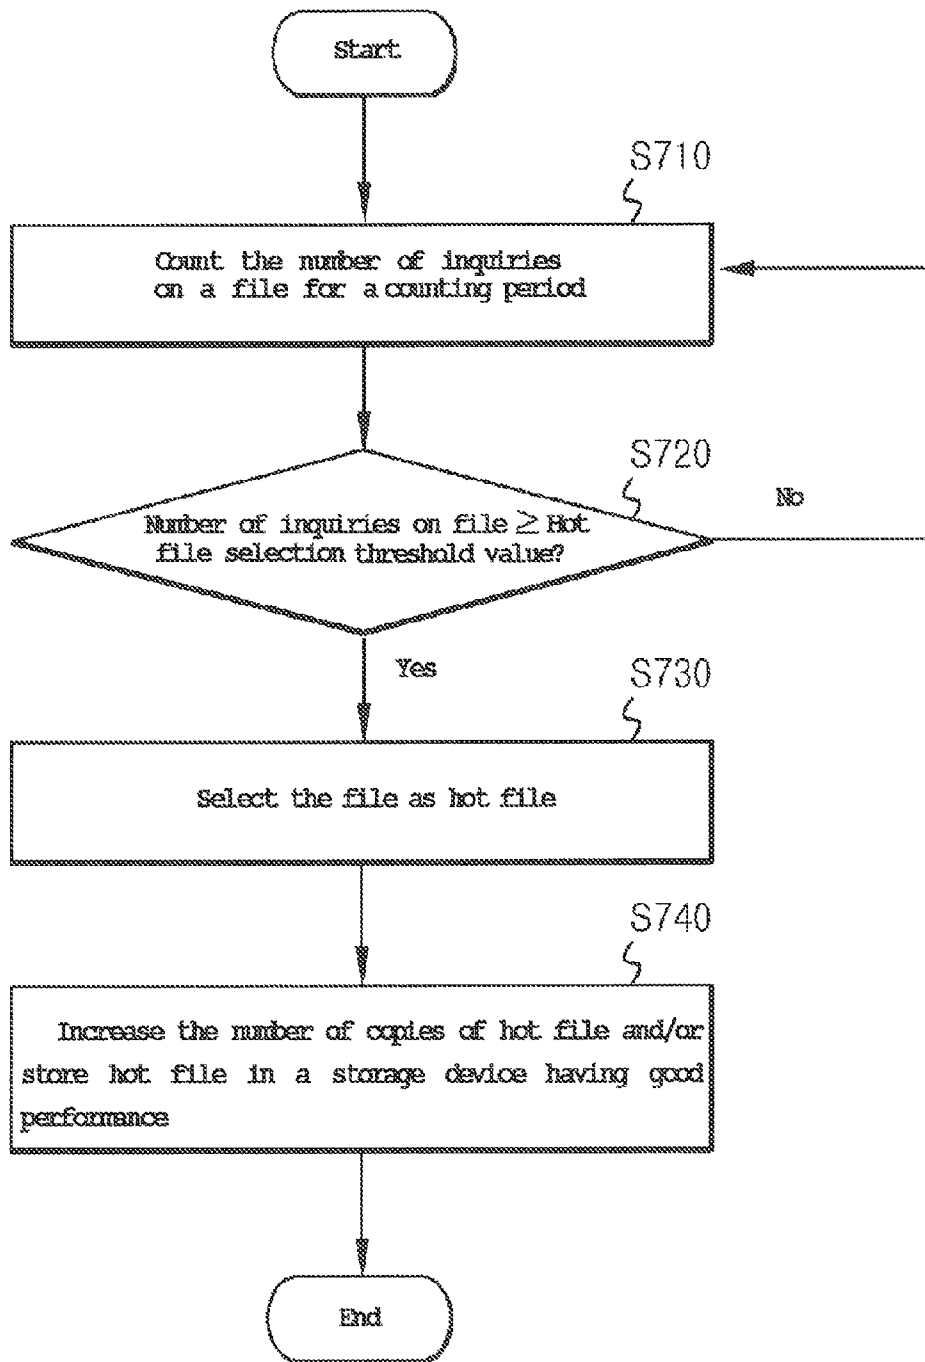 Start
S710
Count the number of inquiries
on a file for a counting period
S720
No
Number of inquiries on file ≥ Hot
file selection threshold value?
Yes
S730
Select the file as hot file
S740
Increase the number of copies of hot file and/or
store hot file in a storage device having good
performance
End